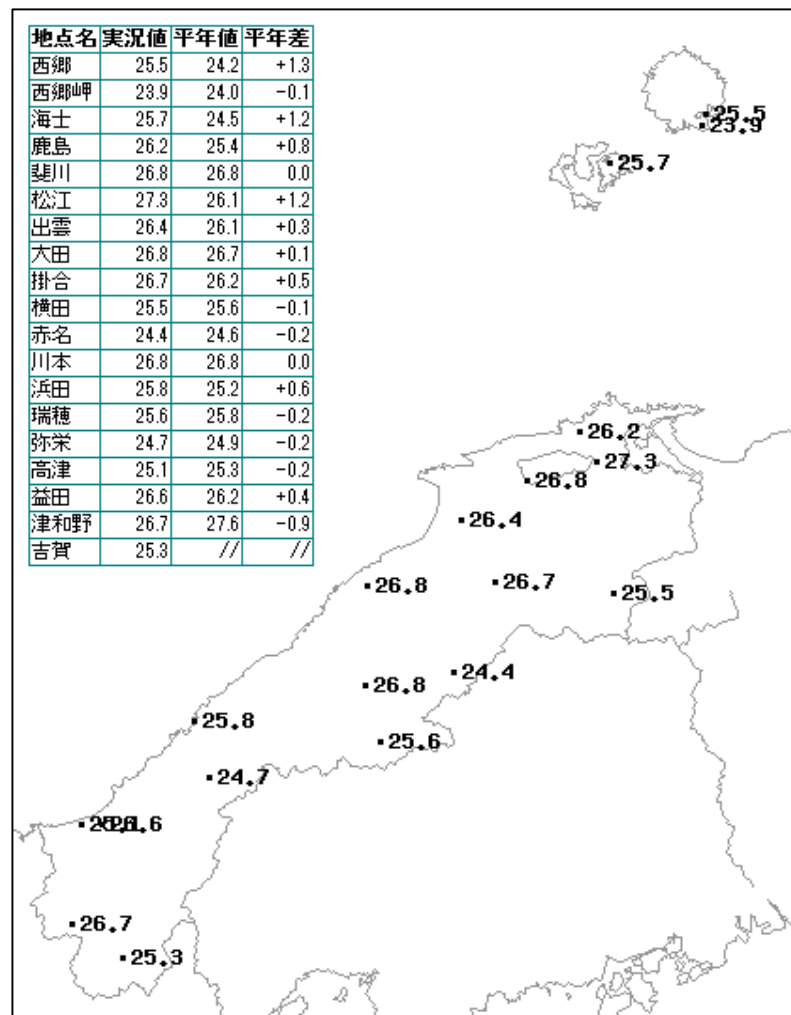 地点名 実況値 平年値 平年差
西郷 25.5 24.2 +1.3
西郷岬 23.9 24.0 -0.1
海士 25.7 24.5 +1.2
鹿島 26.2 25.4 +0.8
斐川 26.8 26.8 0.0
松江 27.3 26.1 +1.2
出雲 26.4 26.1 +0.3
大田 26.8 26.7 +0.1
掛合 26.7 26.2 +0.5
横田 25.5 25.6 -0.1
赤名 24.4 24.6 -0.2
川本 26.8 26.8 0.0
浜田 25.8 25.2 +0.6
瑞穂 25.6 25.8 -0.2
弥栄 24.7 24.9 -0.2
高津 25.1 25.3 -0.2
益田 26.6 26.2 +0.4
津和野 26.7 27.6 -0.9
吉賀 25.3 // //
25.5
23.9
25.7
26.2
27.3
26.8
26.4
26.8
26.7
25.5
24.4
26.8
25.8
25.6
24.7
26.7
25.3